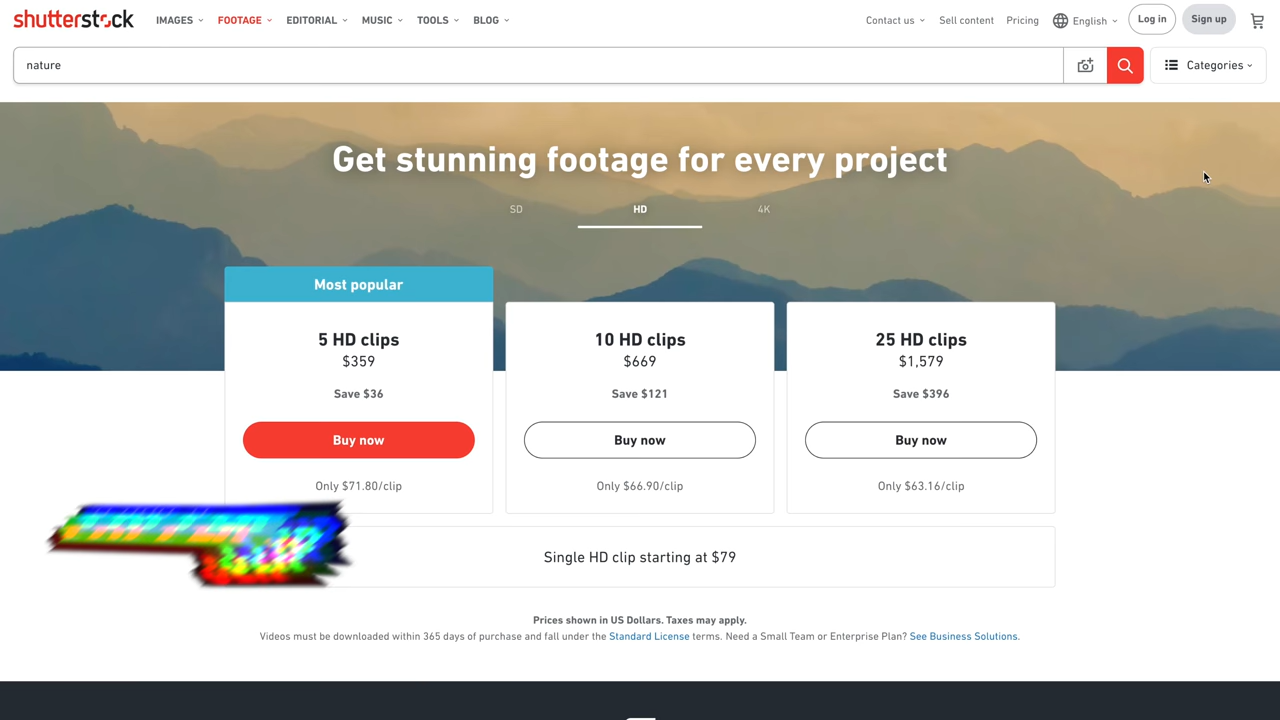 shutterstock IMAGES FOOTAGE EDITORIAL MUSIC TOOLS BLOG Contact us Sell content Pricing English Log in Sign up
nature Categories
Get stunning footage for every project
SD HD 4K
Most popular
5 HD clips 10 HD clips 25 HD clips
$359 $669 $1,579
Save $36 Save $121 Save $396
Buy now Buy now Buy now
Only $71.80/clip Only $66.90/clip Only $63.16/clip
Single HD clip starting at $79
Prices shown in US Dollars. Taxes may apply.
Videos must be downloaded within 365 days of purchase and fall under the Standard License terms. Need a Small Team or Enterprise Plan? See Business Solutions.